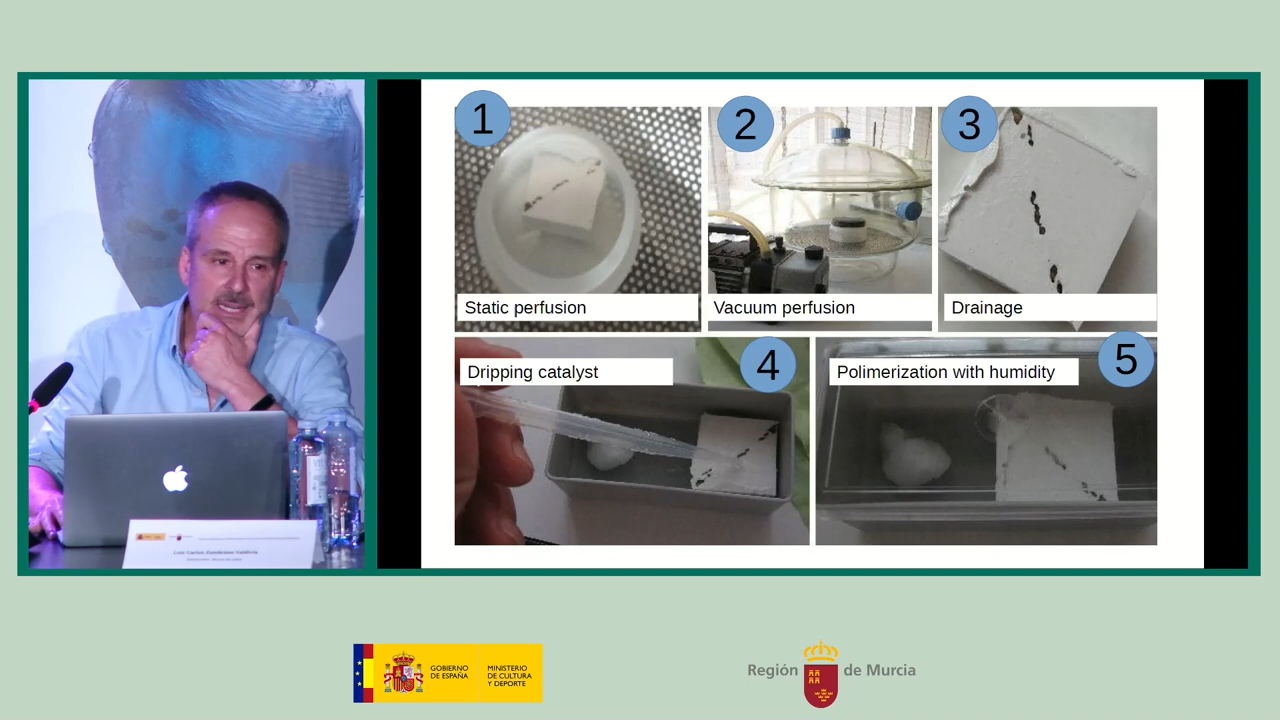 1
2
3
Static perfusion
Vacuum perfusion
Drainage
Dripping catalyst
4
Polimerization with humidity
5
GOBIERNO
DE ESPAÑA
MINISTERIO
DE CULTURA
Y DEPORTE
Región de Murcia